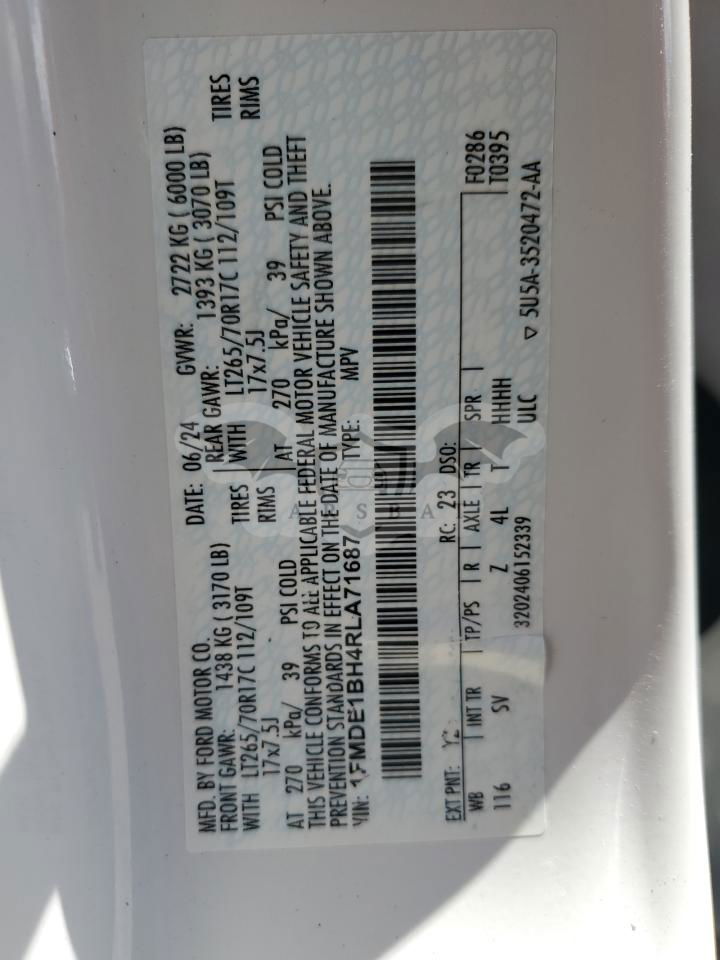 MFD. BY FORD MOTOR CO.
DATE: 06/24
GVWR: 2722 KG ( 6000 LB)
FRONT GAWR: 1438 KG ( 3170 LB)
REAR GAWR: 1393 KG ( 3070 LB)
WITH LT265/70R17C 112/109T TIRES
WITH LT265/70R17C 112/109T TIRES
17x7.5J RIMS
17x7.5J RIMS
AT 270 kPa/ 39 PSI COLD
AT 270 kPa/ 39 PSI COLD
THIS VEHICLE CONFORMS TO ALL APPLICABLE FEDERAL MOTOR VEHICLE SAFETY AND THEFT
PREVENTION STANDARDS IN EFFECT ON THE DATE OF MANUFACTURE SHOWN ABOVE.
VIN: 1FMDE1BH4RLA71687
TYPE: MPV
EXT PNT: YZ RC: 23 DSO: F0286
WB INT TR TP/PS R AXLE TR SPR T0395
116 SV Z 4L T HHHH
ULC ▽ 5U5A-3520472-AA
3202406152339